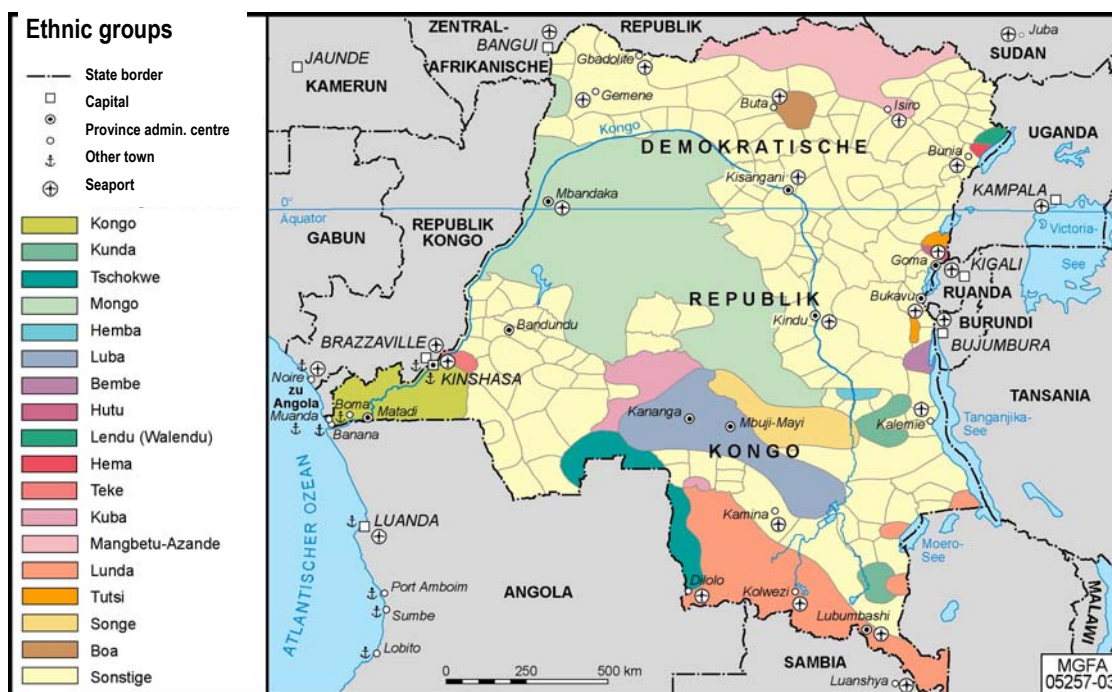 Ethnic groups
State border
Capital
Province admin. centre
Other town
Seaport
Kongo
Kunda
Tschokwe
Mongo
Hemba
Luba
Bembe
Hutu
Lendu (Walendu)
Hema
Teke
Kuba
Mangbetu-Azande
Lunda
Tutsi
Songe
Boa
Sonstige
ZENTRAL-
AFRIKANISCHE
REPUBLIK
BANGUI
JAUNDE
KAMERUN
Gbadolite
Gemene
Buta
Isiro
Juba
SUDAN
Kongo
DEMOKRATISCHE
Bunia
UGANDA
Kisangani
KAMPALA
Mbandaka
0°
Äquator
GABUN
REPUBLIK
KONGO
Victoria-
See
Goma
KIGALI
RUANDA
REPUBLIK
Bukavu
Kindu
BURUNDI
BUJUMBURA
Bandundu
BRAZZAVILLE
KINSHASA
Noire
zu
Angola
Muanda
Boma
Matadi
Banana
Kananga
Mbuji-Mayi
KONGO
Kalemie
TANSANIA
Tanganjika-
See
ATLANTISCHER OZEAN
LUANDA
Kamina
Moero-
See
Port Amboim
Sumbe
Lobito
ANGOLA
Dilolo
Kolwezi
Lubumbashi
MALAWI
0 250 500 km
SAMBIA
Luanshya
MGFA
05257-03